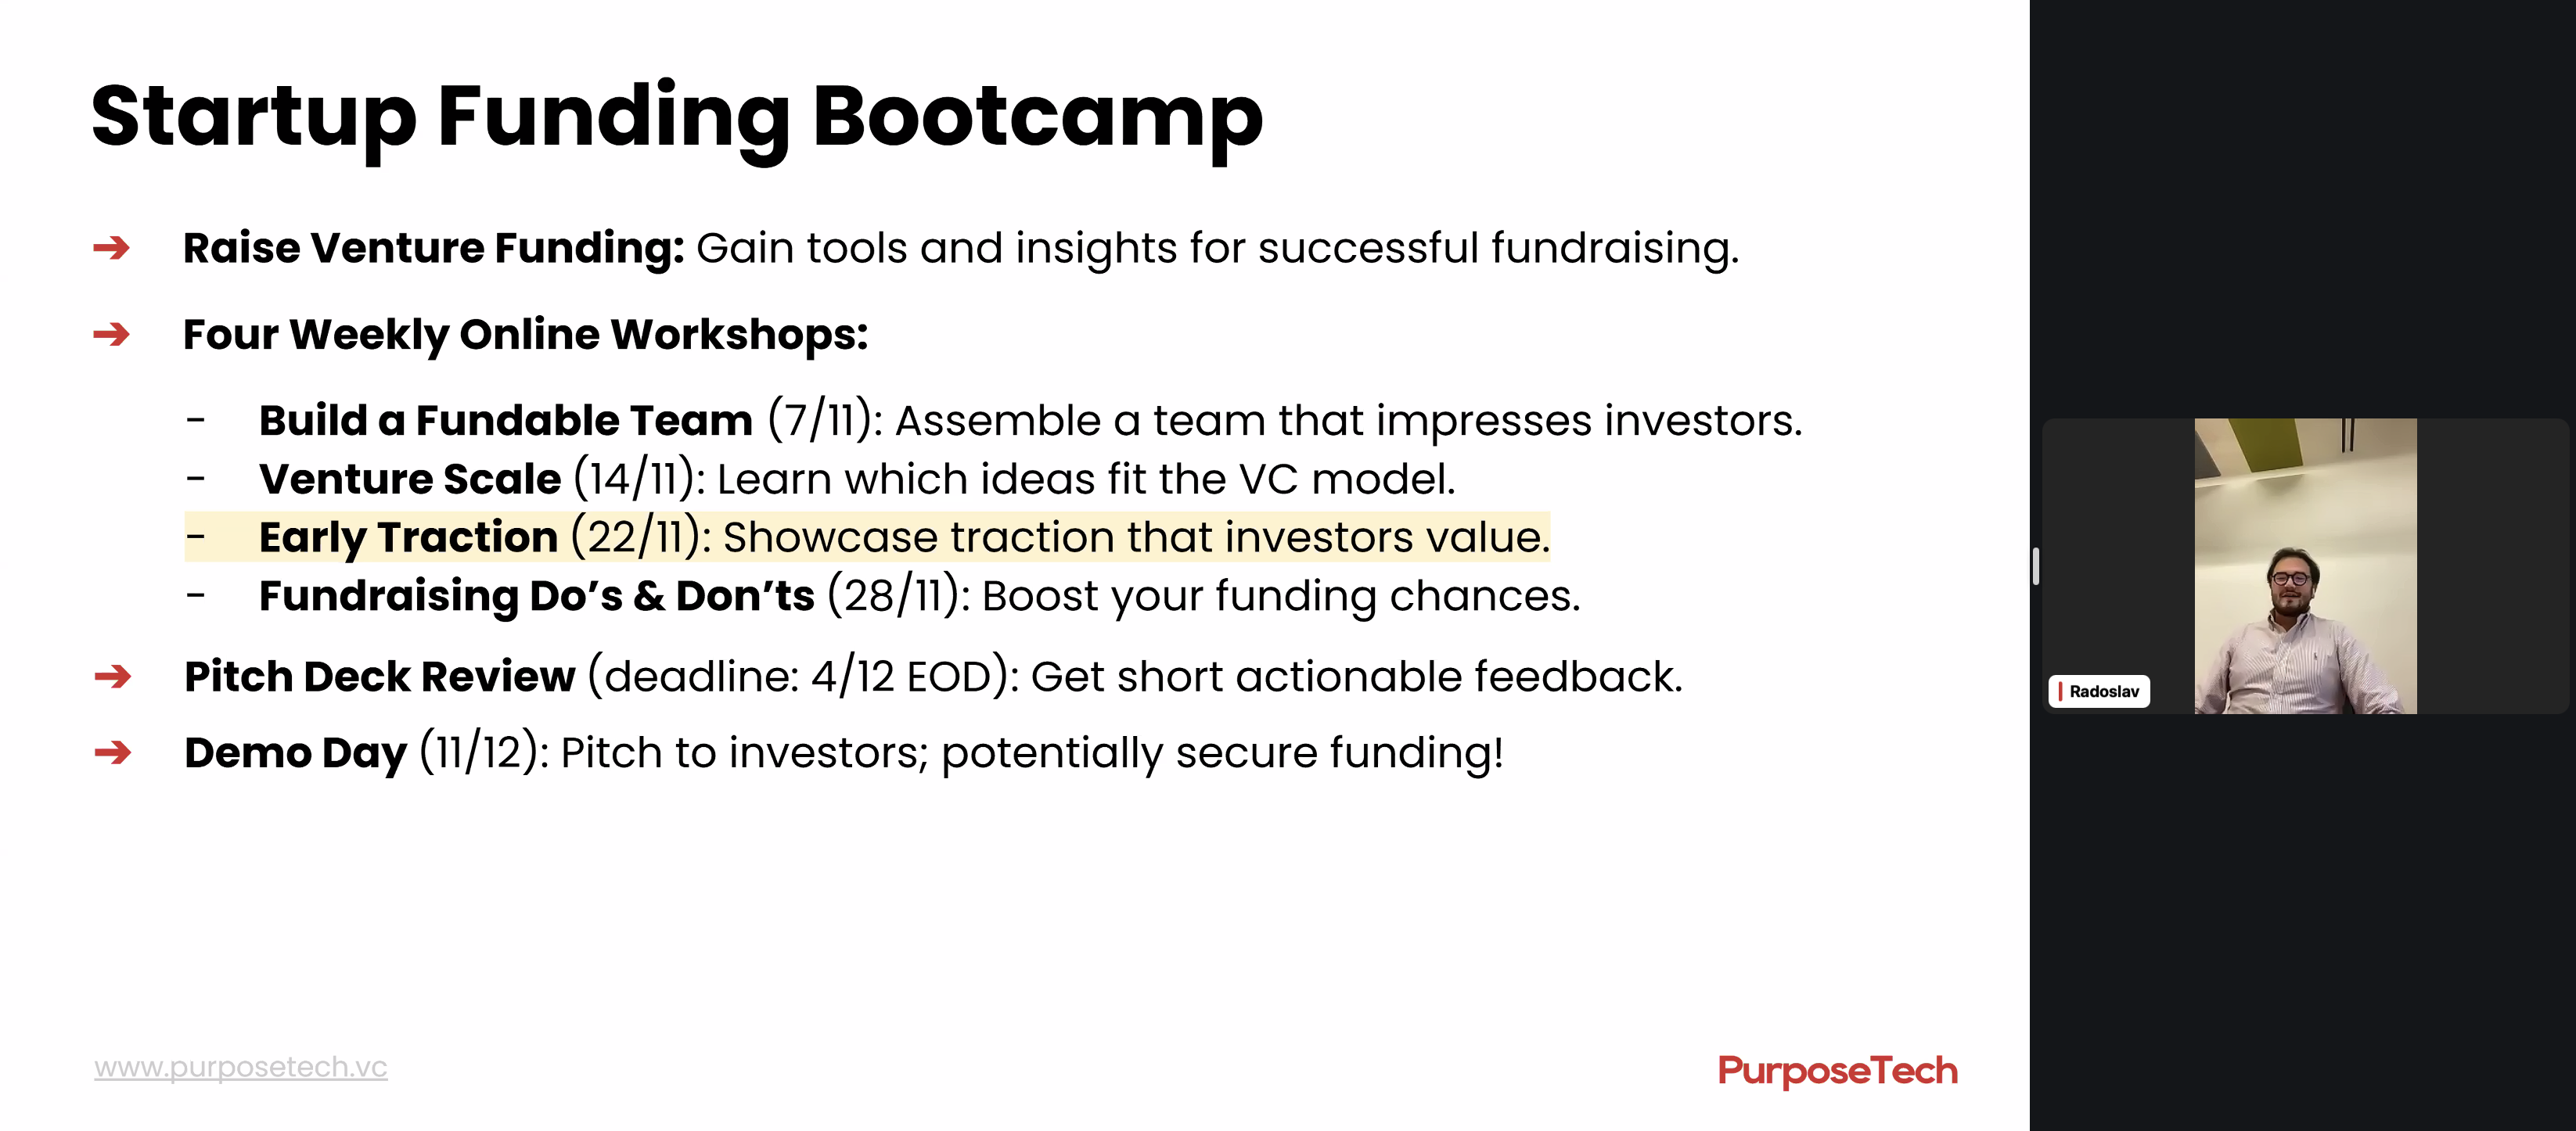 Startup Funding Bootcamp
➔ Raise Venture Funding: Gain tools and insights for successful fundraising.
➔ Four Weekly Online Workshops:
- Build a Fundable Team (7/11): Assemble a team that impresses investors.
- Venture Scale (14/11): Learn which ideas fit the VC model.
- Early Traction (22/11): Showcase traction that investors value.
- Fundraising Do’s & Don’ts (28/11): Boost your funding chances.
➔ Pitch Deck Review (deadline: 4/12 EOD): Get short actionable feedback.
➔ Demo Day (11/12): Pitch to investors; potentially secure funding!
www.purposetech.vc
PurposeTech
Radoslav